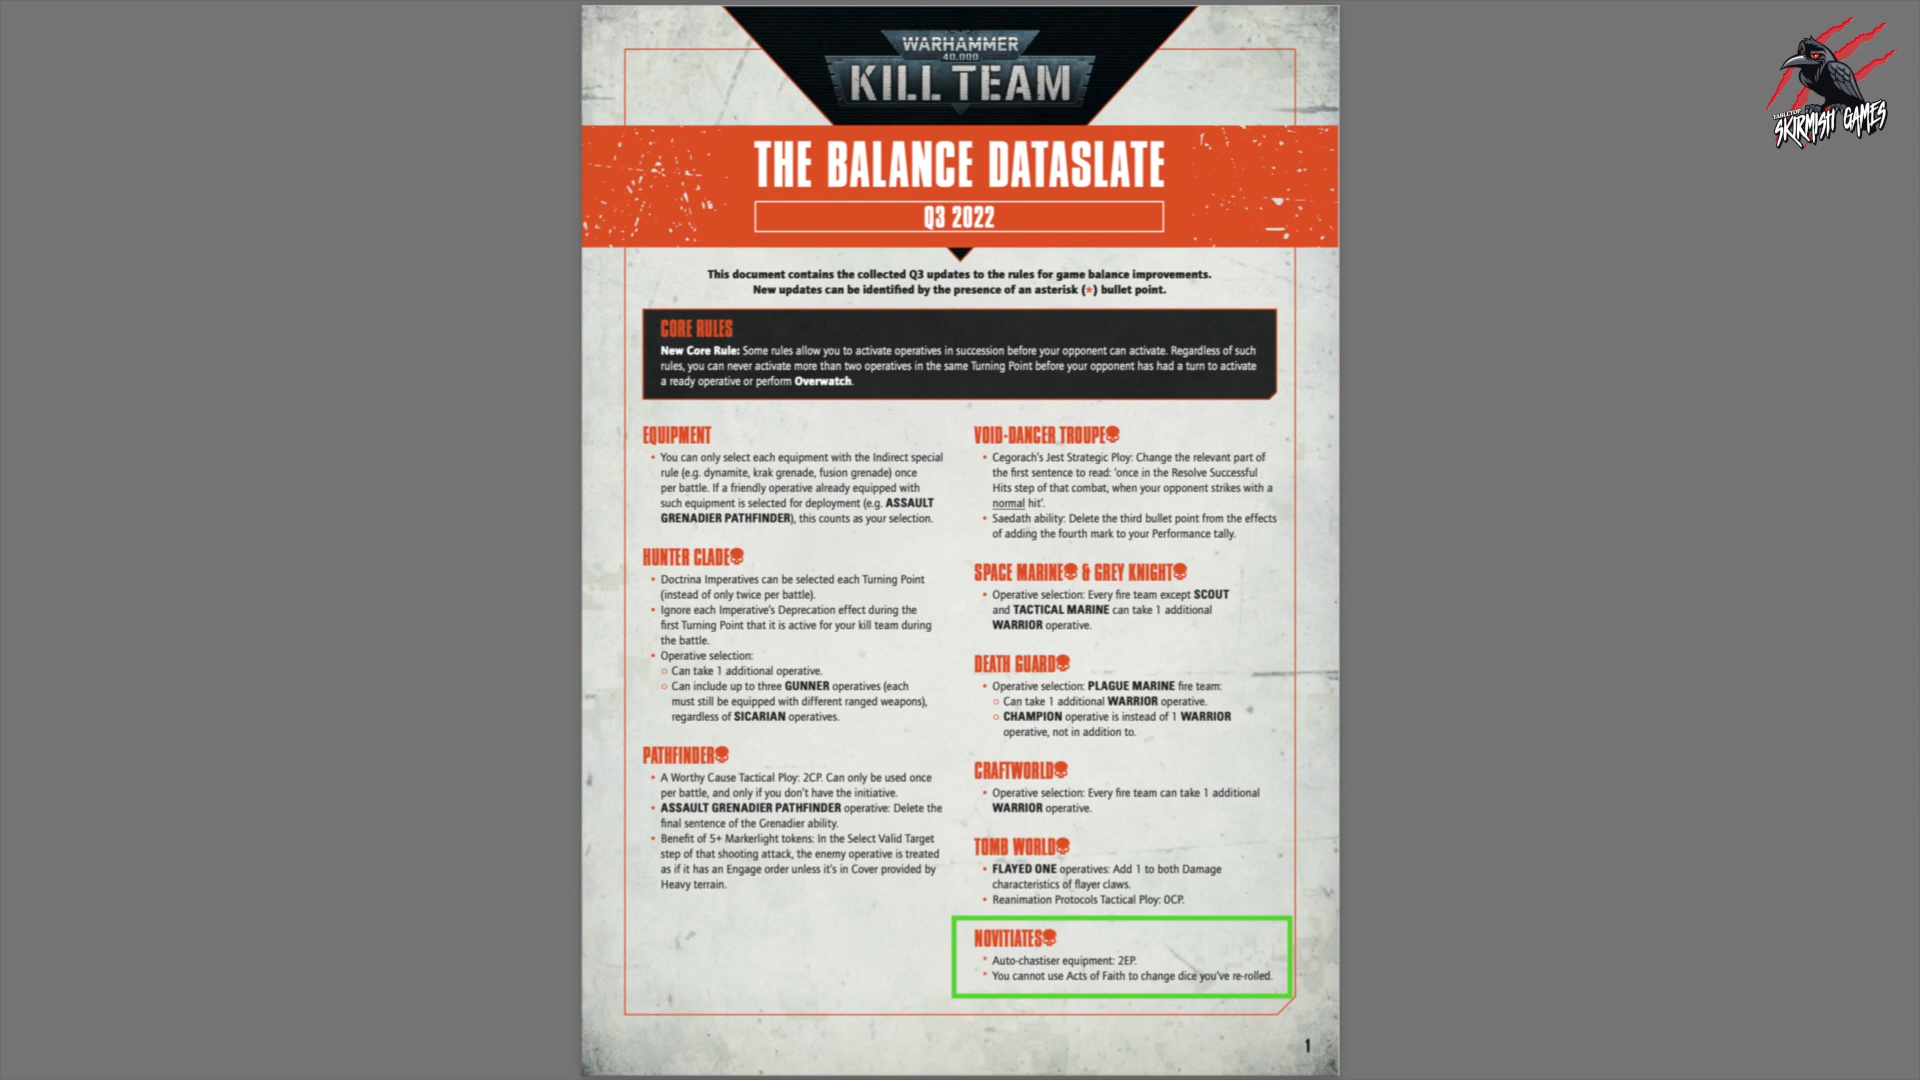 WARHAMMER
40,000
KILL TEAM
TABLETOP
SKIRMISH GAMES
THE BALANCE DATASLATE
Q3 2022
This document contains the collected Q3 updates to the rules for game balance improvements.
New updates can be identified by the presence of an asterisk (*) bullet point.
CORE RULES
New Core Rule: Some rules allow you to activate operatives in succession before your opponent can activate. Regardless of such
rules, you can never activate more than two operatives in the same Turning Point before your opponent has had a turn to activate
a ready operative or perform Overwatch.
EQUIPMENT
• You can only select each equipment with the Indirect special
rule (e.g. dynamite, krak grenade, fusion grenade) once
per battle. If a friendly operative already equipped with
such equipment is selected for deployment (e.g. ASSAULT
GRENADIER PATHFINDER), this counts as your selection.
HUNTER CLADE
• Doctrina Imperatives can be selected each Turning Point
(instead of only twice per battle).
• Ignore each Imperative's Deprecation effect during the
first Turning Point that it is active for your kill team during
the battle.
• Operative selection:
○ Can take 1 additional operative.
○ Can include up to three GUNNER operatives (each
must still be equipped with different ranged weapons),
regardless of SICARIAN operatives.
PATHFINDER
• A Worthy Cause Tactical Ploy: 2CP. Can only be used once
per battle, and only if you don't have the initiative.
• ASSAULT GRENADIER PATHFINDER operative: Delete the
final sentence of the Grenadier ability.
• Benefit of 5+ Markerlight tokens: In the Select Valid Target
step of that shooting attack, the enemy operative is treated
as if it has an Engage order unless it's in Cover provided by
Heavy terrain.
VOID-DANCER TROUPE
• Cegorach's Jest Strategic Ploy: Change the relevant part of
the first sentence to read: 'once in the Resolve Successful
Hits step of that combat, when your opponent strikes with a
normal hit'.
• Saedath ability: Delete the third bullet point from the effects
of adding the fourth mark to your Performance tally.
SPACE MARINE & GREY KNIGHT
• Operative selection: Every fire team except SCOUT
and TACTICAL MARINE can take 1 additional
WARRIOR operative.
DEATH GUARD
• Operative selection: PLAGUE MARINE fire team:
○ Can take 1 additional WARRIOR operative.
○ CHAMPION operative is instead of 1 WARRIOR
operative, not in addition to.
CRAFTWORLD
• Operative selection: Every fire team can take 1 additional
WARRIOR operative.
TOMB WORLD
• FLAYED ONE operatives: Add 1 to both Damage
characteristics of flayer claws.
• Reanimation Protocols Tactical Ploy: 0CP.
NOVITIATES
* Auto-chastiser equipment: 2EP.
* You cannot use Acts of Faith to change dice you've re-rolled.
1